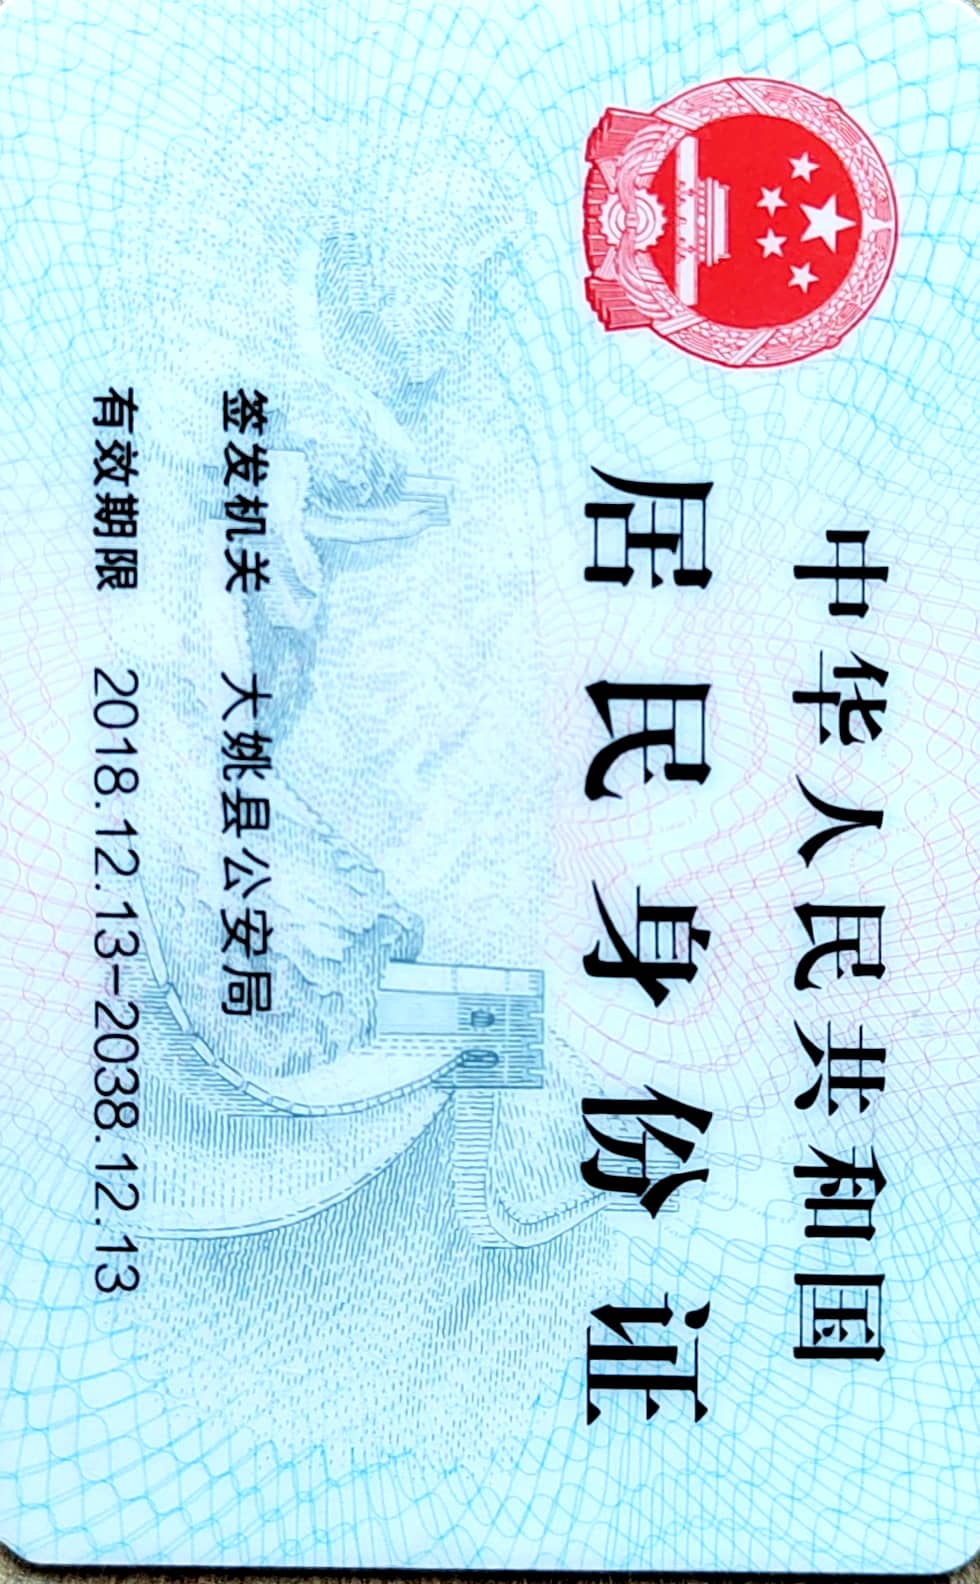 中华人民共和国
居民身份证
签发机关 大姚县公安局
有效期限 2018.12.13-2038.12.13